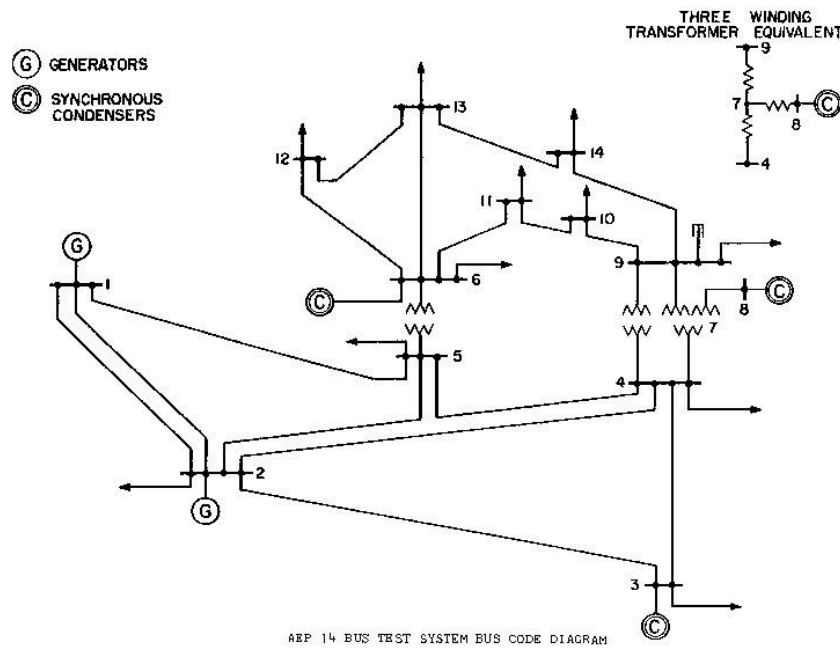 THREE WINDING
TRANSFORMER EQUIVALENT
9
G GENERATORS
C SYNCHRONOUS
CONDENSERS
13
7
C
8
12
14
4
11
10
G
1
6
9
C
8
C
7
5
4
2
G
3
C
AEP 14 BUS TEST SYSTEM BUS CODE DIAGRAM